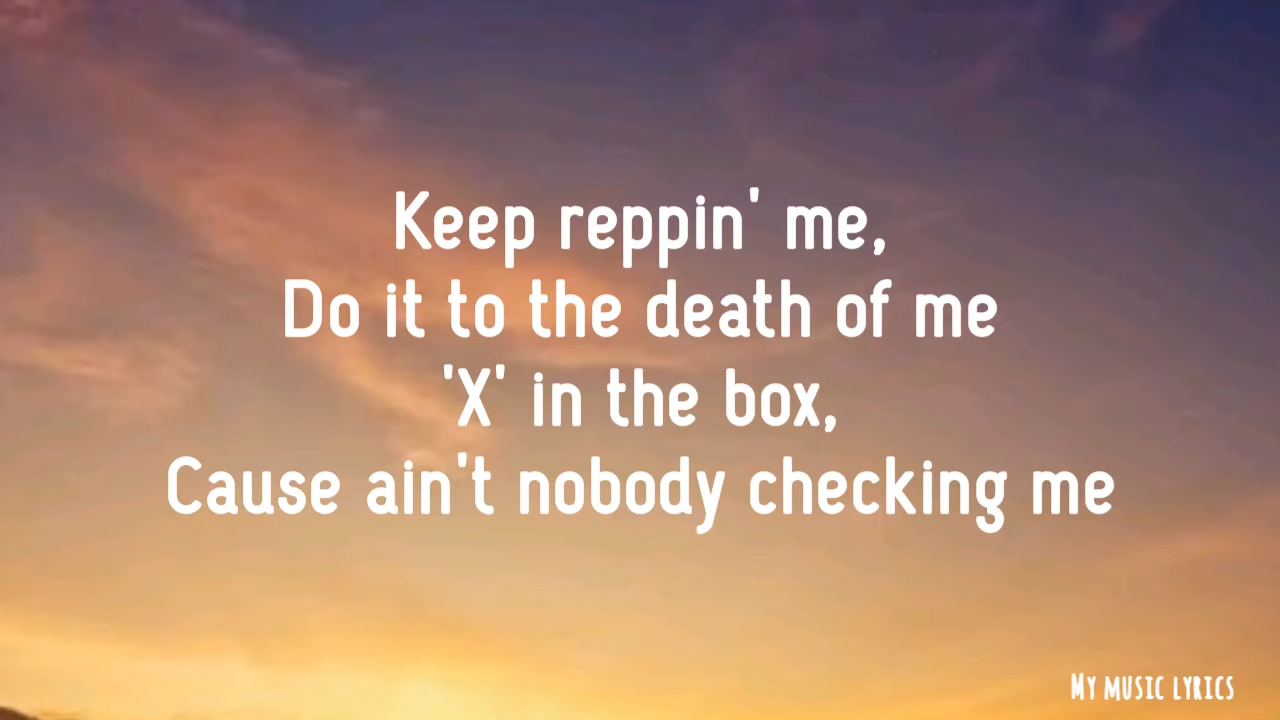 Keep reppin' me,
Do it to the death of me
'X' in the box,
Cause ain't nobody checking me
My music lyrics